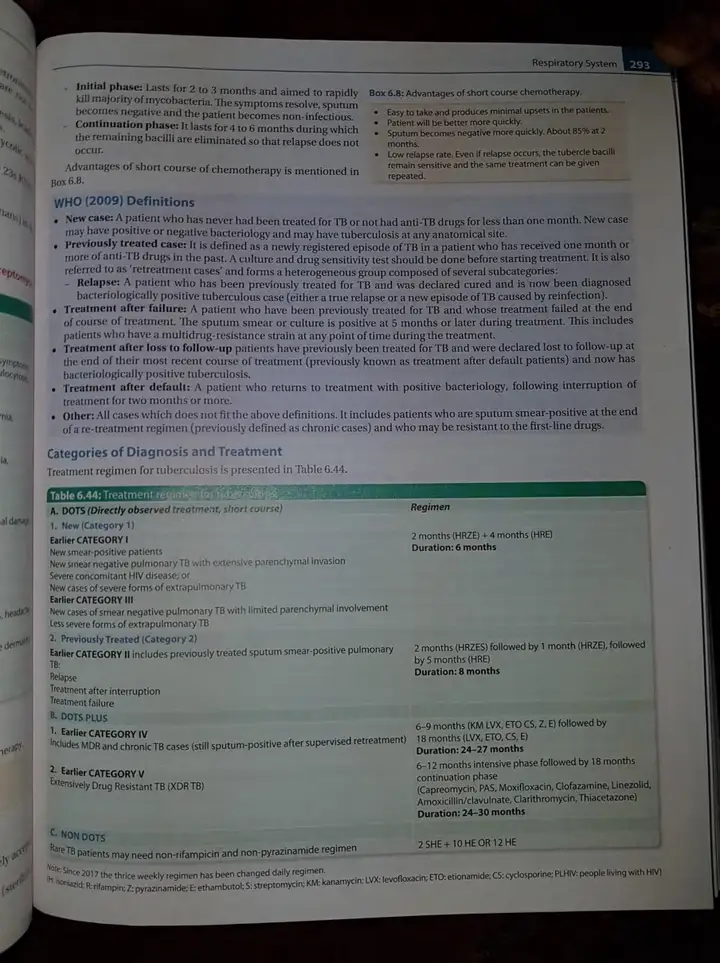 Respiratory System 293
- Initial phase: Lasts for 2 to 3 months and aimed to rapidly
kill majority of mycobacteria. The symptoms resolve, sputum
becomes negative and the patient becomes non-infectious.
- Continuation phase: It lasts for 4 to 6 months during which
the remaining bacilli are eliminated so that relapse does not
occur.
Advantages of short course of chemotherapy is mentioned in
Box 6.8.
Box 6.8: Advantages of short course chemotherapy.
• Easy to take and produces minimal upsets in the patients.
• Patient will be better more quickly.
• Sputum becomes negative more quickly. About 85% at 2
months.
• Low relapse rate. Even if relapse occurs, the tubercle bacilli
remain sensitive and the same treatment can be given
repeated.
WHO (2009) Definitions
• New case: A patient who has never had been treated for TB or not had anti-TB drugs for less than one month. New case
may have positive or negative bacteriology and may have tuberculosis at any anatomical site.
• Previously treated case: It is defined as a newly registered episode of TB in a patient who has received one month or
more of anti-TB drugs in the past. A culture and drug sensitivity test should be done before starting treatment. It is also
referred to as 'retreatment cases' and forms a heterogeneous group composed of several subcategories:
- Relapse: A patient who has been previously treated for TB and was declared cured and is now been diagnosed
bacteriologically positive tuberculous case (either a true relapse or a new episode of TB caused by reinfection).
• Treatment after failure: A patient who have been previously treated for TB and whose treatment failed at the end
of course of treatment. The sputum smear or culture is positive at 5 months or later during treatment. This includes
patients who have a multidrug-resistance strain at any point of time during the treatment.
• Treatment after loss to follow-up patients have previously been treated for TB and were declared lost to follow-up at
the end of their most recent course of treatment (previously known as treatment after default patients) and now has
bacteriologically positive tuberculosis.
• Treatment after default: A patient who returns to treatment with positive bacteriology, following interruption of
treatment for two months or more.
• Other: All cases which does not fit the above definitions. It includes patients who are sputum smear-positive at the end
of a re-treatment regimen (previously defined as chronic cases) and who may be resistant to the first-line drugs.
Categories of Diagnosis and Treatment
Treatment regimen for tuberculosis is presented in Table 6.44.
Table 6.44: Treatment regimen for tuberculosis.
A. DOTS (Directly observed treatment, short course) Regimen
1. New (Category 1)
Earlier CATEGORY I 2 months (HRZE) + 4 months (HRE)
New smear-positive patients Duration: 6 months
New smear negative pulmonary TB with extensive parenchymal invasion
Severe concomitant HIV disease; or
New cases of severe forms of extrapulmonary TB
Earlier CATEGORY III
New cases of smear negative pulmonary TB with limited parenchymal involvement
Less severe forms of extrapulmonary TB
2. Previously Treated (Category 2)
Earlier CATEGORY II includes previously treated sputum smear-positive pulmonary 2 months (HRZES) followed by 1 month (HRZE), followed
TB: by 5 months (HRE)
Relapse Duration: 8 months
Treatment after interruption
Treatment failure
B. DOTS PLUS
1. Earlier CATEGORY IV 6–9 months (KM LVX, ETO CS, Z, E) followed by
Includes MDR and chronic TB cases (still sputum-positive after supervised retreatment) 18 months (LVX, ETO, CS, E)
Duration: 24–27 months
2. Earlier CATEGORY V 6–12 months intensive phase followed by 18 months
Extensively Drug Resistant TB (XDR TB) continuation phase
(Capreomycin, PAS, Moxifloxacin, Clofazamine, Linezolid,
Amoxicillin/clavulnate, Clarithromycin, Thiacetazone)
Duration: 24–30 months
C. NON DOTS
Rare TB patients may need non-rifampicin and non-pyrazinamide regimen 2 SHE + 10 HE OR 12 HE
Note: Since 2017 the thrice weekly regimen has been changed daily regimen.
(H: isoniazid; R: rifampin; Z: pyrazinamide; E: ethambutol; S: streptomycin; KM: kanamycin; LVX: levofloxacin; ETO: etionamide; CS: cyclosporine; PLHIV: people living with HIV)